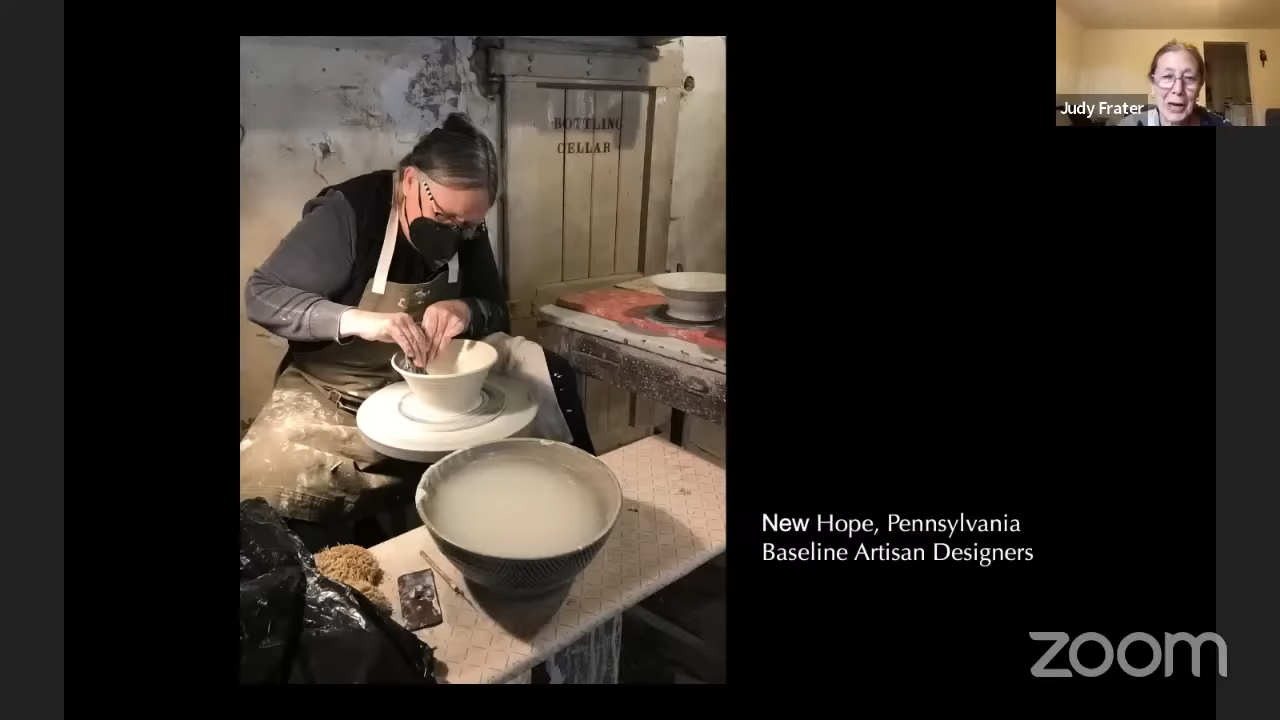 BOTTLING
CELLAR
Judy Frater
New Hope, Pennsylvania
Baseline Artisan Designers
zoom